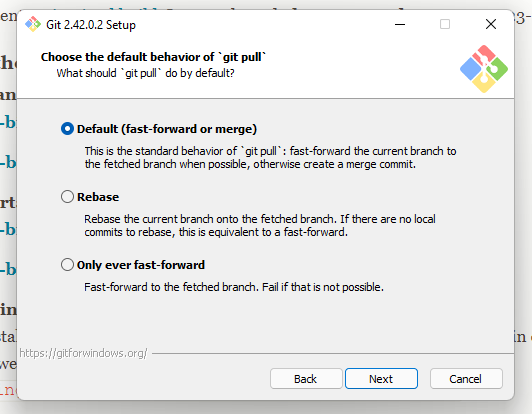 Git 2.42.0.2 Setup
Choose the default behavior of `git pull`
What should `git pull` do by default?
Default (fast-forward or merge)
This is the standard behavior of `git pull`: fast-forward the current branch to
the fetched branch when possible, otherwise create a merge commit.
Rebase
Rebase the current branch onto the fetched branch. If there are no local
commits to rebase, this is equivalent to a fast-forward.
Only ever fast-forward
Fast-forward to the fetched branch. Fail if that is not possible.
https://gitforwindows.org/
Back
Next
Cancel